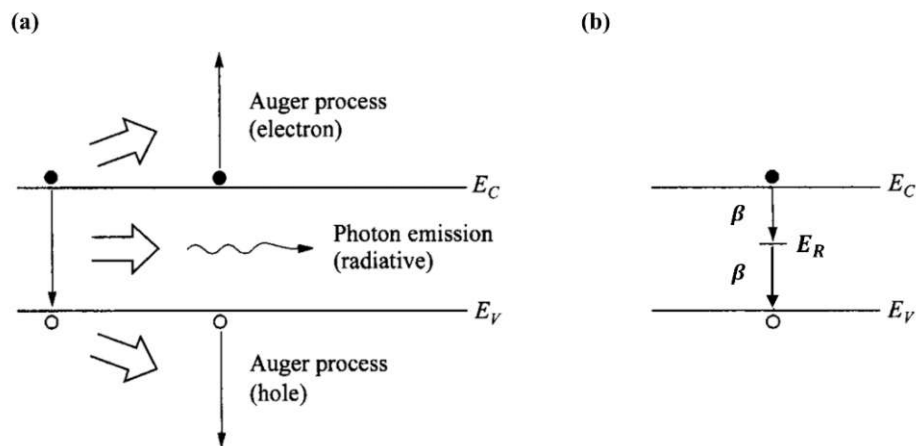 (a)
(b)
Auger process
(electron)
E_C
E_C
Photon emission
(radiative)
β
E_R
β
E_V
E_V
Auger process
(hole)